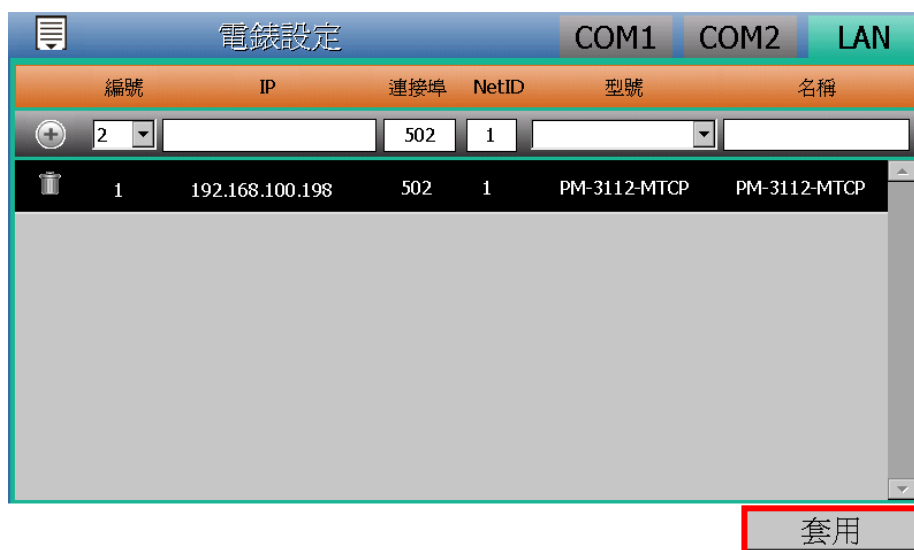 電錶設定 COM1 COM2 LAN
編號 IP 連接埠 NetID 型號 名稱
2 502 1
1 192.168.100.198 502 1 PM-3112-MTCP PM-3112-MTCP
套用